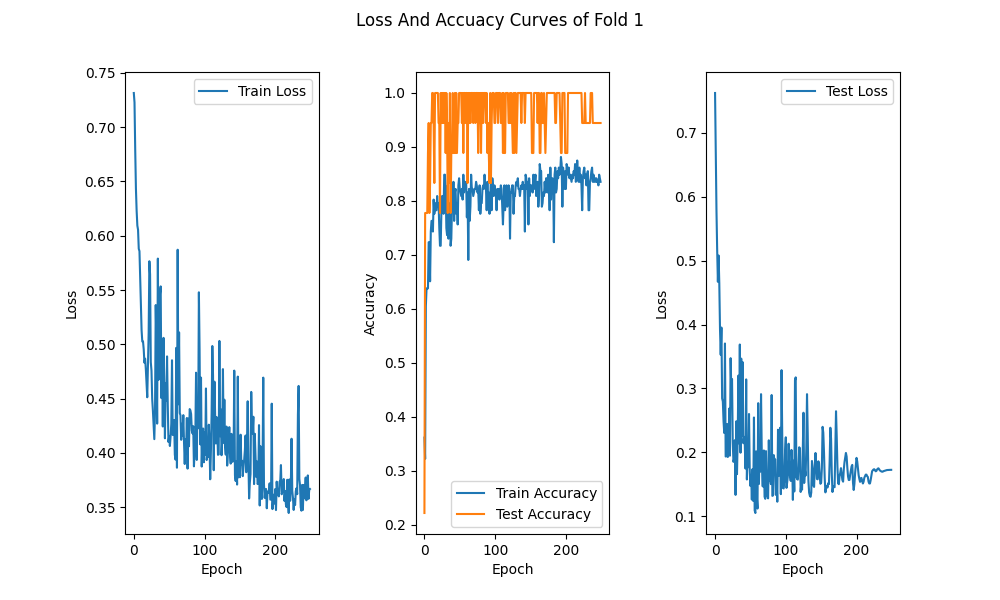 Loss And Accuacy Curves of Fold 1
Train Loss
0.75
0.70
0.65
0.60
0.55
0.50
0.45
0.40
0.35
Loss
0 100 200
Epoch
1.0
0.9
0.8
0.7
0.6
0.5
0.4
0.3
0.2
Accuracy
Train Accuracy
Test Accuracy
0 100 200
Epoch
Test Loss
0.7
0.6
0.5
0.4
0.3
0.2
0.1
Loss
0 100 200
Epoch